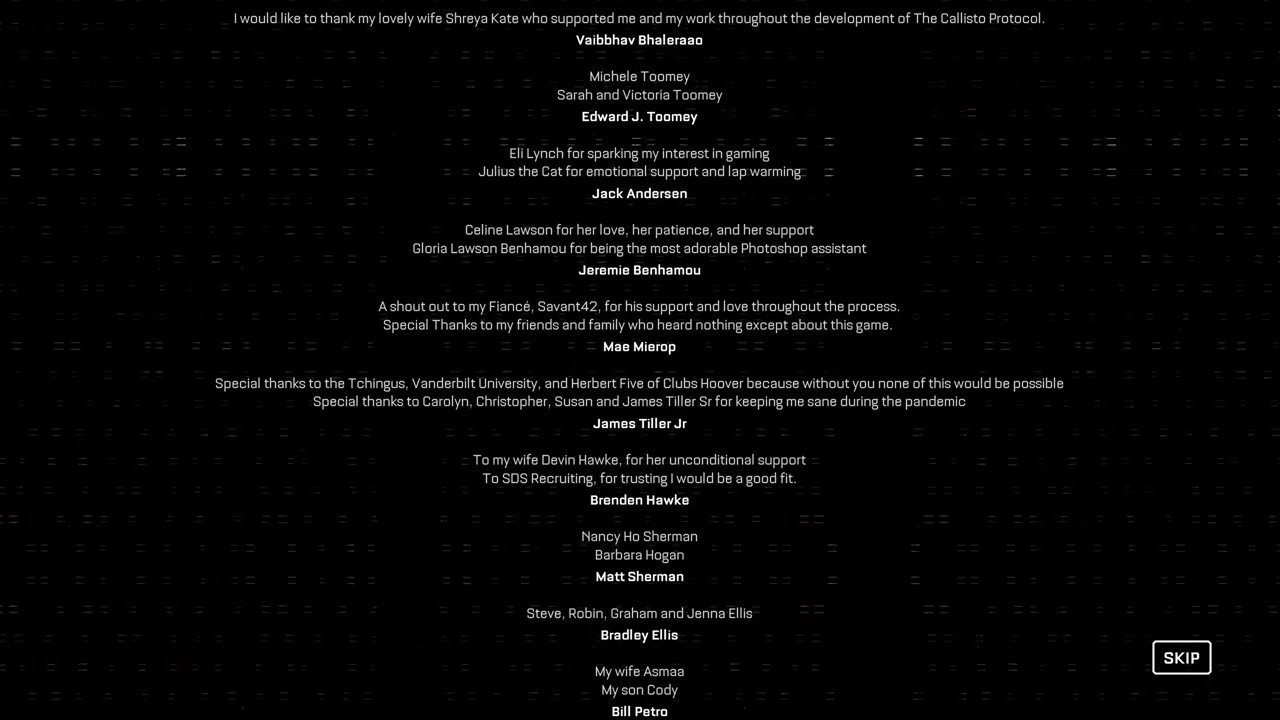 I would like to thank my lovely wife Shreya Kate who supported me and my work throughout the development of The Callisto Protocol.
Vaibbhav Bhaleraao
Michele Toomey
Sarah and Victoria Toomey
Edward J. Toomey
Eli Lynch for sparking my interest in gaming
Julius the Cat for emotional support and lap warming
Jack Andersen
Celine Lawson for her love, her patience, and her support
Gloria Lawson Benhamou for being the most adorable Photoshop assistant
Jeremie Benhamou
A shout out to my Fiancé, Savant42, for his support and love throughout the process.
Special Thanks to my friends and family who heard nothing except about this game.
Mae Mierop
Special thanks to the Tchingus, Vanderbilt University, and Herbert Five of Clubs Hoover because without you none of this would be possible
Special thanks to Carolyn, Christopher, Susan and James Tiller Sr for keeping me sane during the pandemic
James Tiller Jr
To my wife Devin Hawke, for her unconditional support
To SDS Recruiting, for trusting I would be a good fit.
Brenden Hawke
Nancy Ho Sherman
Barbara Hogan
Matt Sherman
Steve, Robin, Graham and Jenna Ellis
Bradley Ellis
SKIP
My wife Asmaa
My son Cody
Bill Petro